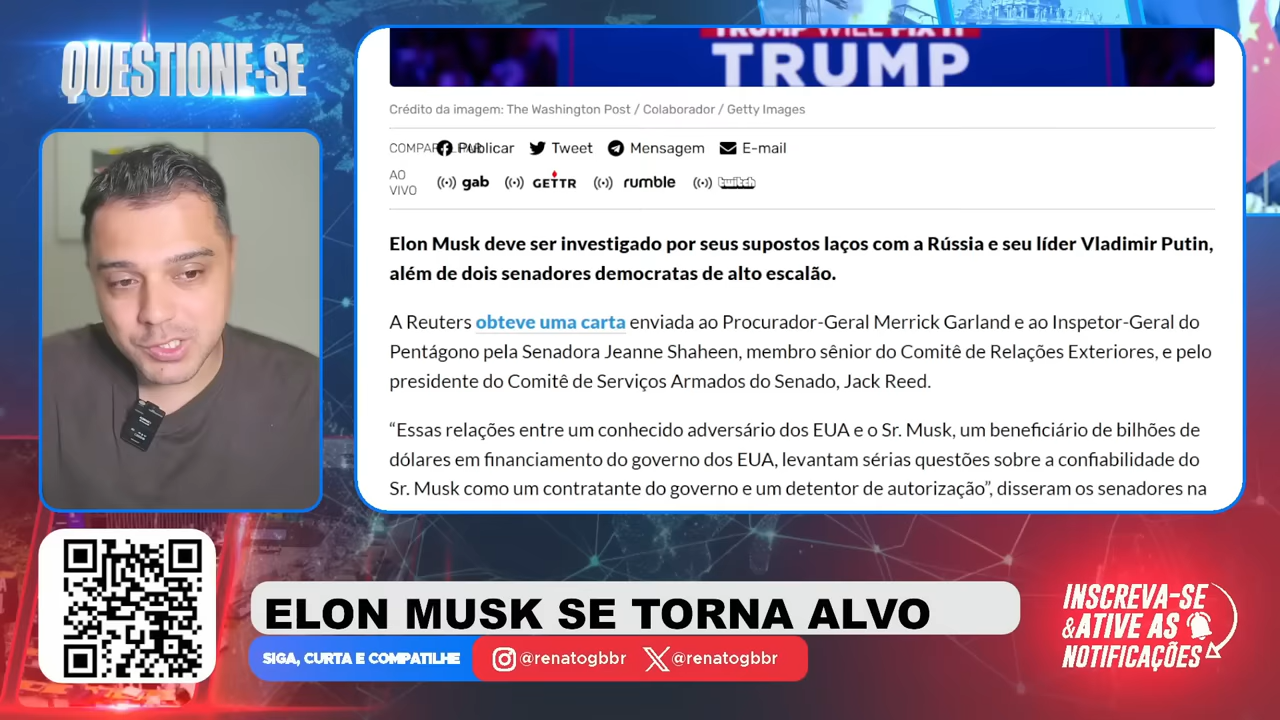 QUESTIONE-SE
TRUMP WILL FIX IT
TRUMP
Crédito da imagem: The Washington Post / Colaborador / Getty Images
Publicar
Tweet
Mensagem
E-mail
AO
VIVO
gab
GETTR
rumble
twitch
Elon Musk deve ser investigado por seus supostos laços com a Rússia e seu líder Vladimir Putin,
além de dois senadores democratas de alto escalão.
A Reuters obteve uma carta enviada ao Procurador-Geral Merrick Garland e ao Inspetor-Geral do
Pentágono pela Senadora Jeanne Shaheen, membro sênior do Comitê de Relações Exteriores, e pelo
presidente do Comitê de Serviços Armados do Senado, Jack Reed.
“Essas relações entre um conhecido adversário dos EUA e o Sr. Musk, um beneficiário de bilhões de
dólares em financiamento do governo dos EUA, levantam sérias questões sobre a confiabilidade do
Sr. Musk como um contratante do governo e um detentor de autorização”, disseram os senadores na
ELON MUSK SE TORNA ALVO
SIGA, CURTA E COMPATILHE
@renatogbbr
@renatogbbr
INSCREVA-SE
&ATIVE AS
NOTIFICAÇÕES